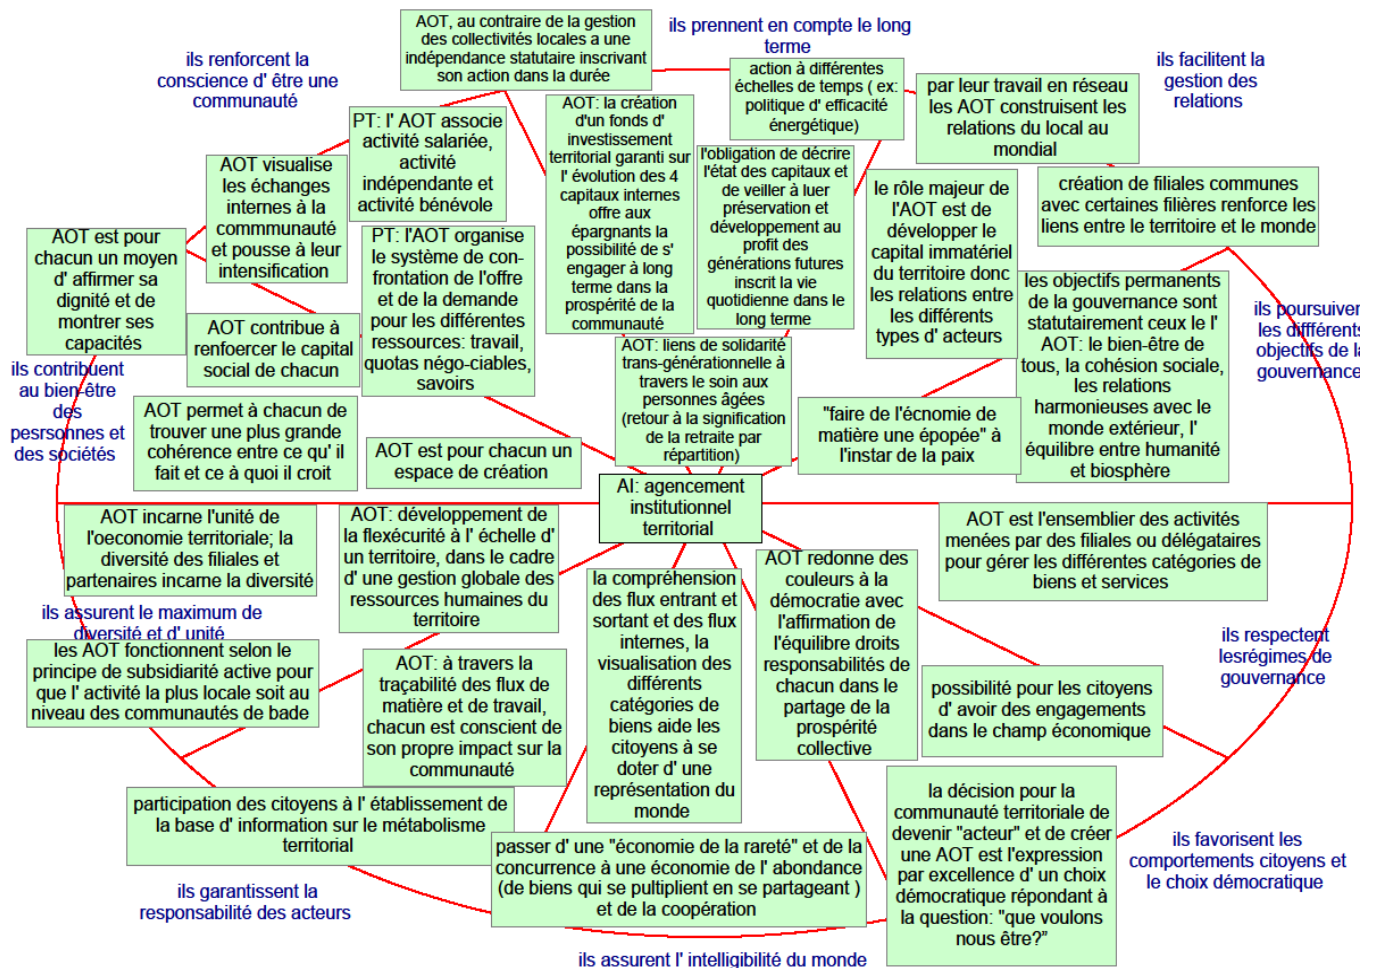 AOT, au contraire de la gestion
des collectivités locales a une
indépendance statutaire inscrivant
son action dans la durée
ils prennent en compte le long
terme
ils renforcent la
conscience d' être une
communauté
action à différentes
échelles de temps ( ex:
politique d' efficacité
énergétique)
ils facilitent la
gestion des
relations
par leur travail en réseau
les AOT construisent les
relations du local au
mondial
PT: l' AOT associe
activité salariée,
activité
indépendante et
activité bénévole
AOT: la création
d'un fonds d'
investissement
territorial garanti sur
l' évolution des 4
capitaux internes
offre aux
épargnants la
possibilité de s'
engager à long
terme dans la
prospérité de la
communauté
l'obligation de décrire
l'état des capitaux et
de veiller à luer
préservation et
développement au
profit des
générations futures
inscrit la vie
quotidienne dans le
long terme
AOT visualise
les échanges
internes à la
commmunauté
et pousse à leur
intensification
le rôle majeur de
l'AOT est de
développer le
capital immatériel
du territoire donc
les relations entre
les différents
types d' acteurs
création de filiales communes
avec certaines filières renforce les
liens entre le territoire et le monde
AOT est pour
chacun un moyen
d' affirmer sa
dignité et de
montrer ses
capacités
PT: l'AOT organise
le système de con-
frontation de l'offre
et de la demande
pour les différentes
ressources: travail,
quotas négo-ciables,
savoirs
les objectifs permanents
de la gouvernance sont
statutairement ceux le l'
AOT: le bien-être de
tous, la cohésion sociale,
les relations
harmonieuses avec le
monde extérieur, l'
équilibre entre humanité
et biosphère
ils poursuiver
les diffférents
objectifs de la
gouvernance
AOT contribue à
renfoercer le capital
social de chacun
AOT: liens de solidarité
trans-générationnelle à
travers le soin aux
personnes âgées
(retour à la signification
de la retraite par
répartition)
ils contribuent
au bien-être
des
pesrsonnes et
des sociétés
AOT permet à chacun de
trouver une plus grande
cohérence entre ce qu' il
fait et ce à quoi il croit
AOT est pour chacun un
espace de création
"faire de l'écnomie de
matière une épopée" à
l'instar de la paix
AI: agencement
institutionnel
territorial
AOT incarne l'unité de
l'oeconomie territoriale; la
diversité des filiales et
partenaires incarne la diversité
AOT: développement de
la flexécurité à l' échelle d'
un territoire, dans le cadre
d' une gestion globale des
ressources humaines du
territoire
AOT est l'ensemblier des activités
menées par des filiales ou délégataires
pour gérer les différentes catégories de
biens et services
AOT redonne des
couleurs à la
démocratie avec
l'affirmation de
l'équilibre droits
responsabilités de
chacun dans le
partage de la
prospérité
collective
la compréhension
des flux entrant et
sortant et des flux
internes, la
visualisation des
différents
catégories de
biens aide les
citoyens à se
doter d' une
représentation du
monde
ils assurent le maximum de
diversité et d' unité
les AOT fonctionnent selon le
principe de subsidiarité active pour
que l' activité la plus locale soit au
niveau des communautés de bade
ils respectent
lesrégimes de
gouvernance
AOT: à travers la
traçabilité des flux de
matière et de travail,
chacun est conscient de
son propre impact sur la
communauté
possibilité pour les citoyens
d' avoir des engagements
dans le champ économique
la décision pour la
communauté territoriale de
devenir "acteur" et de créer
une AOT est l'expression
par excellence d' un choix
démocratique répondant à
la question: "que voulons
nous être?"
participation des citoyens à l' établissement de
la base d' information sur le métabolisme
territorial
passer d' une "économie de la rareté" et de la
concurrence à une économie de l' abondance
(de biens qui se pultiplient en se partageant )
et de la coopération
ils favorisent les
comportements citoyens et
le choix démocratique
ils garantissent la
responsabilité des acteurs
ils assurent l' intelligibilité du monde